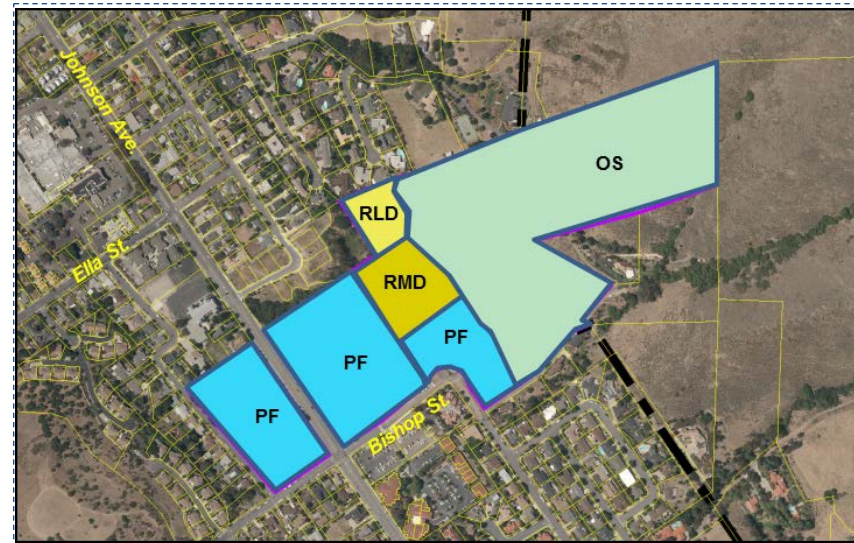 Johnson Ave.
OS
RLD
Ella St.
RMD
PF
PF
PF
Bishop St.